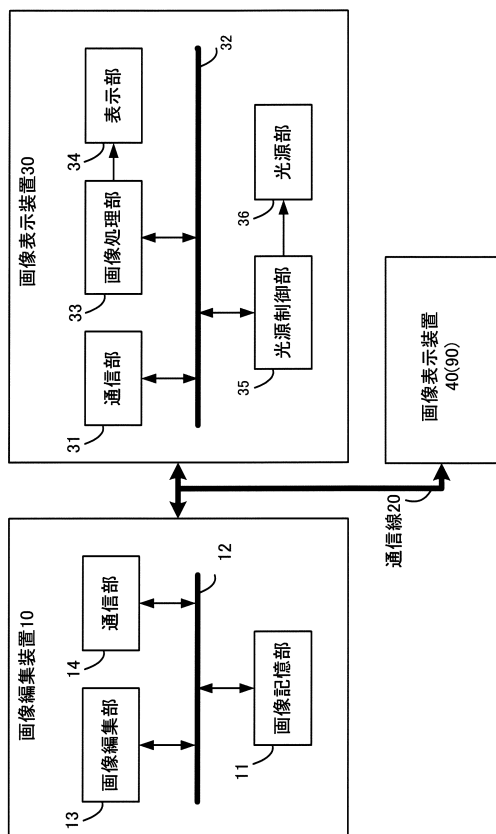 画像編集装置10
画像編集部
13
通信部
14
12
画像記憶部
11
通信線20
画像表示装置30
通信部
31
画像処理部
33
表示部
34
32
光源制御部
35
光源部
36
画像表示装置
40(90)